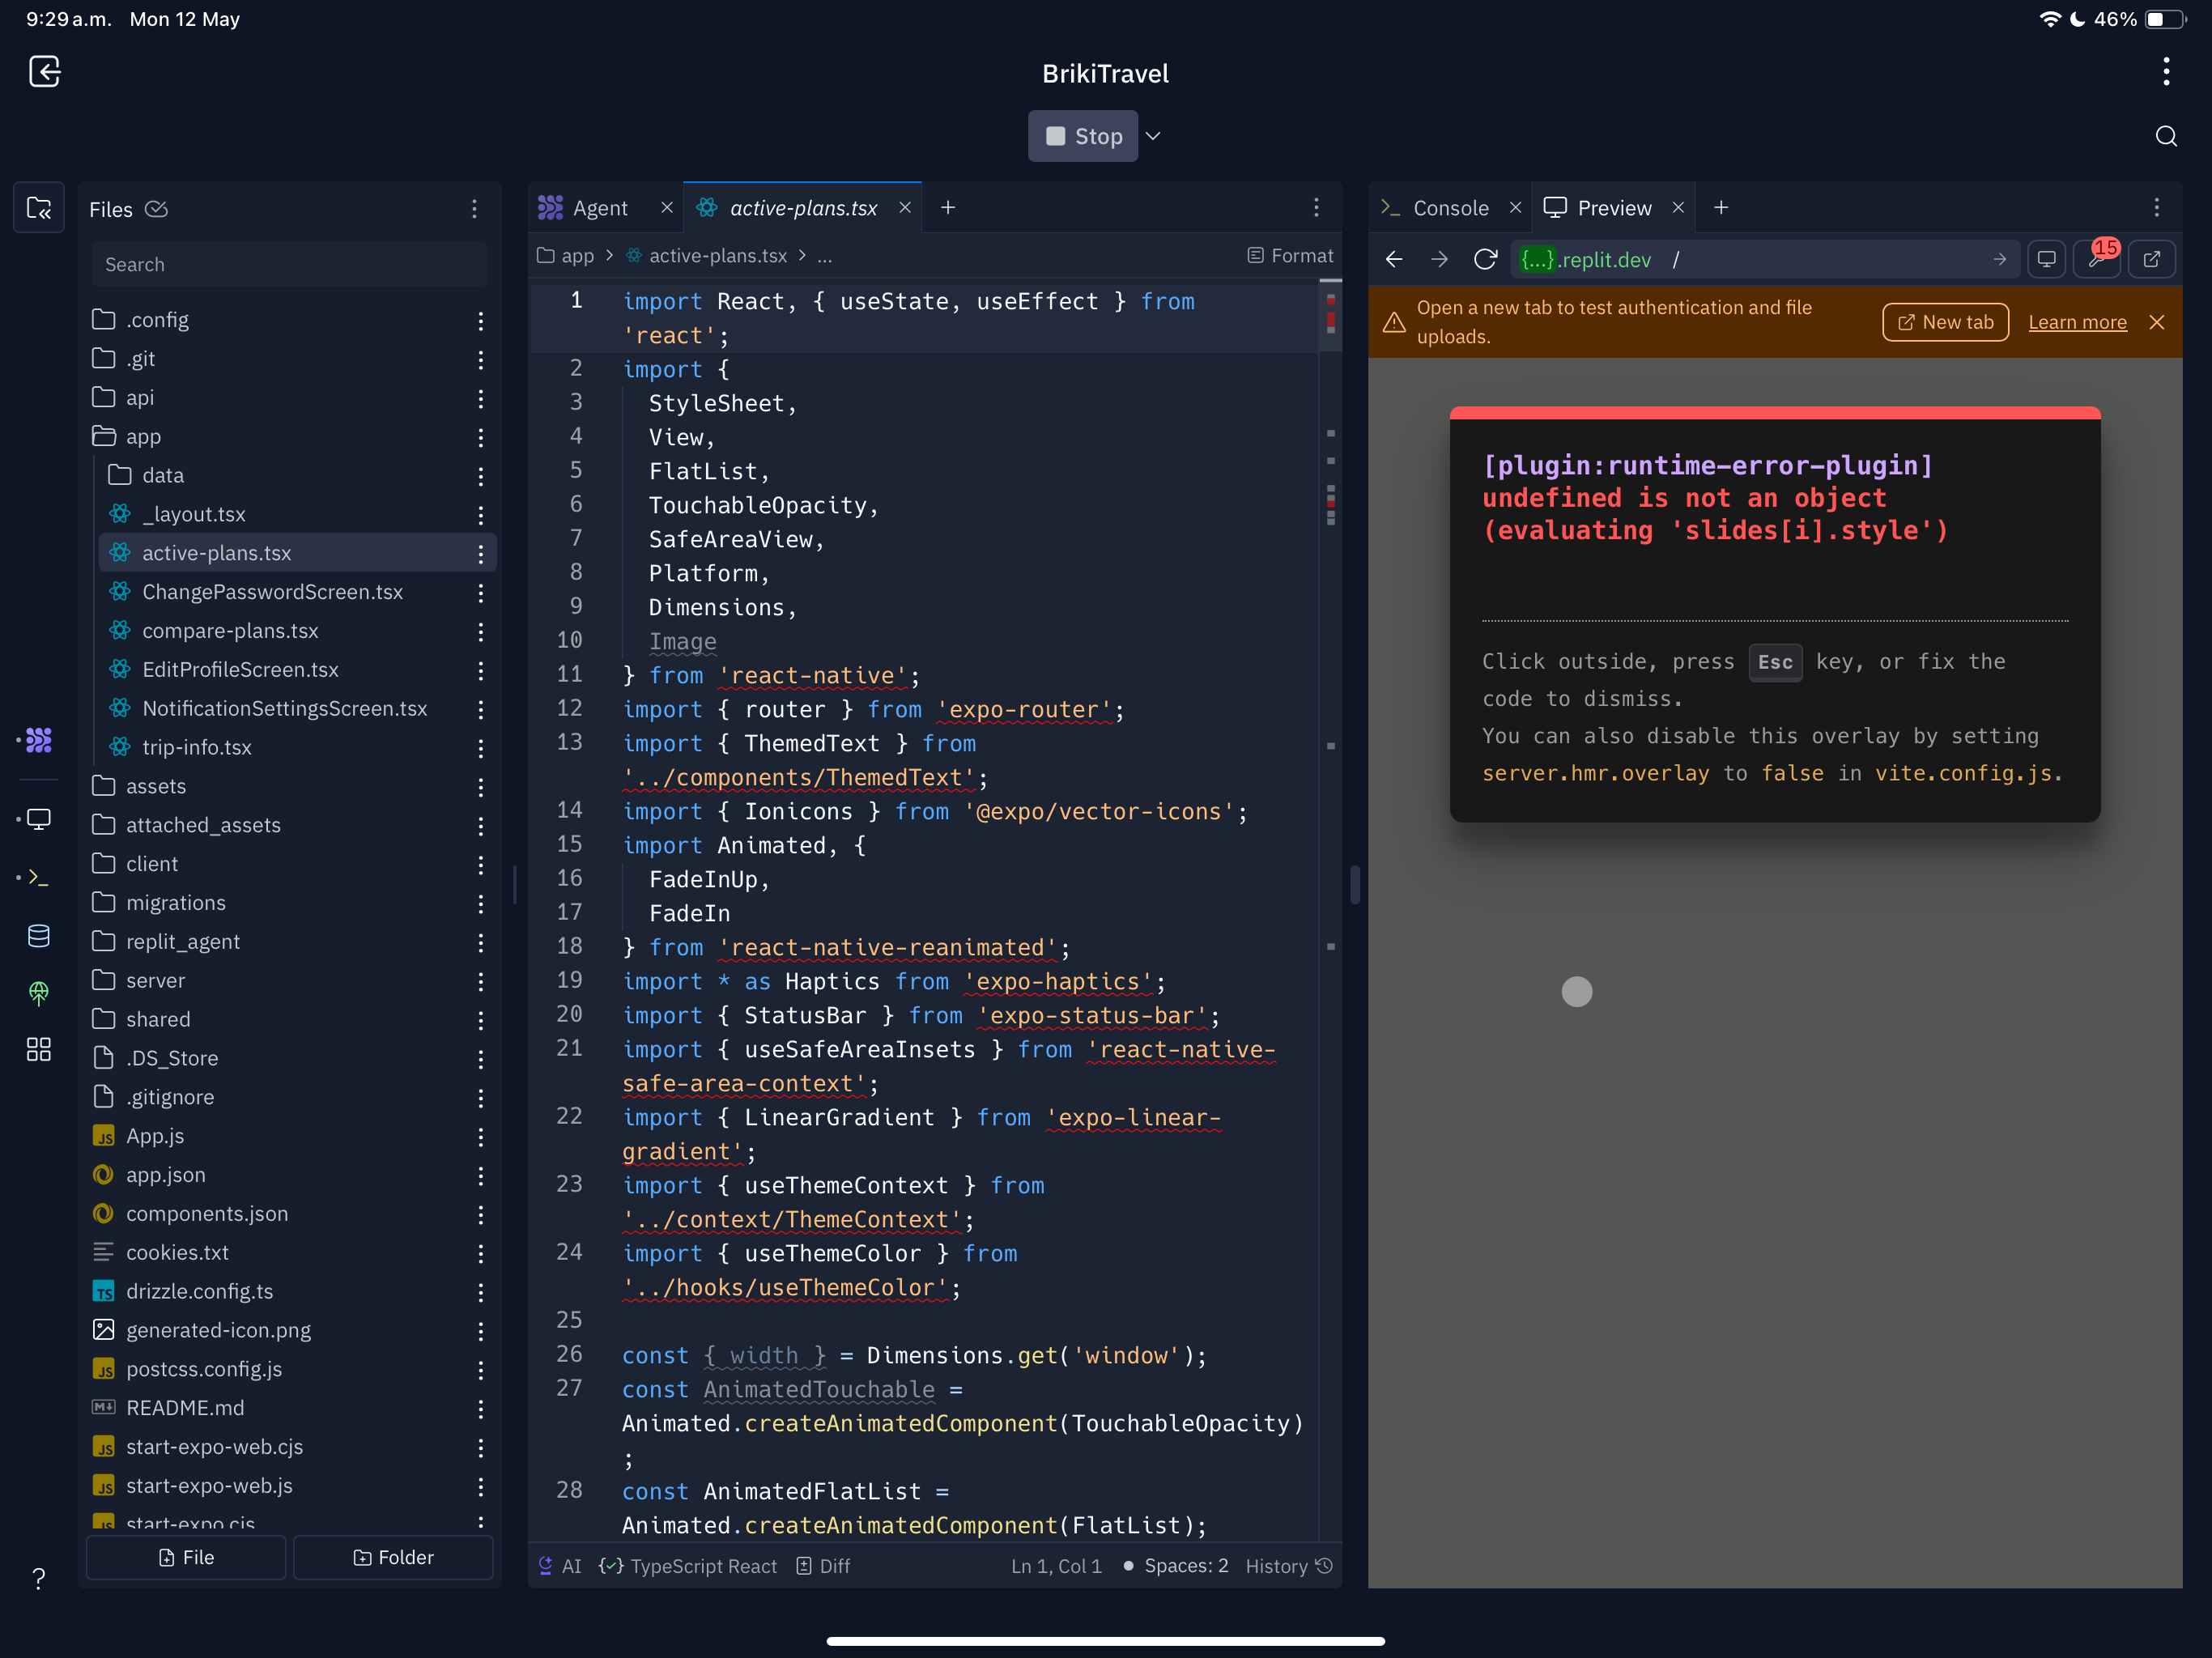 9:29 a.m. Mon 12 May
46%
BrikiTravel
Stop
Files
Search
.config
.git
api
app
data
_layout.tsx
active-plans.tsx
ChangePasswordScreen.tsx
compare-plans.tsx
EditProfileScreen.tsx
NotificationSettingsScreen.tsx
trip-info.tsx
assets
attached_assets
client
migrations
replit_agent
server
shared
.DS_Store
.gitignore
JS App.js
app.json
components.json
cookies.txt
TS drizzle.config.ts
generated-icon.png
JS postcss.config.js
M↓ README.md
JS start-expo-web.cjs
JS start-expo-web.js
JS start-expo.cjs
File Folder
?
Agent active-plans.tsx
app > active-plans.tsx > ... Format
1 import React, { useState, useEffect } from
'react';
2 import {
3 StyleSheet,
4 View,
5 FlatList,
6 TouchableOpacity,
7 SafeAreaView,
8 Platform,
9 Dimensions,
10 Image
11 } from 'react-native';
12 import { router } from 'expo-router';
13 import { ThemedText } from
'../components/ThemedText';
14 import { Ionicons } from '@expo/vector-icons';
15 import Animated, {
16 FadeInUp,
17 FadeIn
18 } from 'react-native-reanimated';
19 import * as Haptics from 'expo-haptics';
20 import { StatusBar } from 'expo-status-bar';
21 import { useSafeAreaInsets } from 'react-native-
safe-area-context';
22 import { LinearGradient } from 'expo-linear-
gradient';
23 import { useThemeContext } from
'../context/ThemeContext';
24 import { useThemeColor } from
'../hooks/useThemeColor';
25
26 const { width } = Dimensions.get('window');
27 const AnimatedTouchable =
Animated.createAnimatedComponent(TouchableOpacity)
;
28 const AnimatedFlatList =
Animated.createAnimatedComponent(FlatList);
AI {✓} TypeScript React Diff Ln 1, Col 1 • Spaces: 2 History
Console Preview
{...}.replit.dev / 15
Open a new tab to test authentication and file
uploads.
New tab Learn more
[plugin:runtime-error-plugin]
undefined is not an object
(evaluating 'slides[i].style')
Click outside, press Esc key, or fix the
code to dismiss.
You can also disable this overlay by setting
server.hmr.overlay to false in vite.config.js.